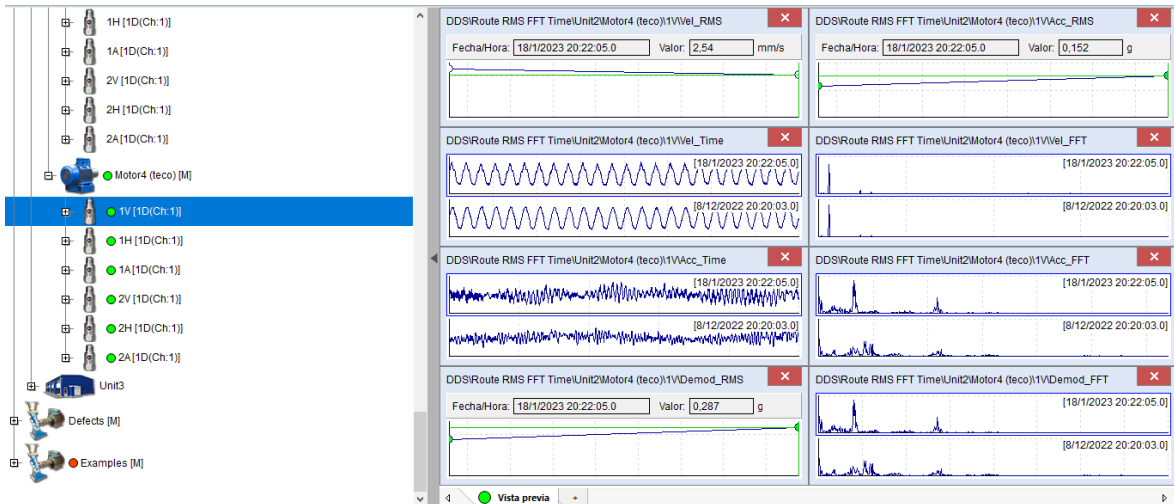 1H [1D(Ch:1)]
1A [1D(Ch:1)]
2V [1D(Ch:1)]
2H [1D(Ch:1)]
2A [1D(Ch:1)]
Motor4 (teco) [M]
1V [1D(Ch:1)]
1H [1D(Ch:1)]
1A [1D(Ch:1)]
2V [1D(Ch:1)]
2H [1D(Ch:1)]
2A [1D(Ch:1)]
Unit3
Defects [M]
Examples [M]
DDS\Route RMS FFT Time\Unit2\Motor4 (teco)\1V\Vel_RMS
Fecha/Hora: 18/1/2023 20:22:05.0 Valor: 2,54 mm/s
DDS\Route RMS FFT Time\Unit2\Motor4 (teco)\1V\Acc_RMS
Fecha/Hora: 18/1/2023 20:22:05.0 Valor: 0,152 g
DDS\Route RMS FFT Time\Unit2\Motor4 (teco)\1V\Vel_Time
[18/1/2023 20:22:05.0]
[8/12/2022 20:20:03.0]
DDS\Route RMS FFT Time\Unit2\Motor4 (teco)\1V\Vel_FFT
[18/1/2023 20:22:05.0]
[8/12/2022 20:20:03.0]
DDS\Route RMS FFT Time\Unit2\Motor4 (teco)\1V\Acc_Time
[18/1/2023 20:22:05.0]
[8/12/2022 20:20:03.0]
DDS\Route RMS FFT Time\Unit2\Motor4 (teco)\1V\Acc_FFT
[18/1/2023 20:22:05.0]
[8/12/2022 20:20:03.0]
DDS\Route RMS FFT Time\Unit2\Motor4 (teco)\1V\Demod_RMS
Fecha/Hora: 18/1/2023 20:22:05.0 Valor: 0,287 g
DDS\Route RMS FFT Time\Unit2\Motor4 (teco)\1V\Demod_FFT
[18/1/2023 20:22:05.0]
[8/12/2022 20:20:03.0]
Vista previa +